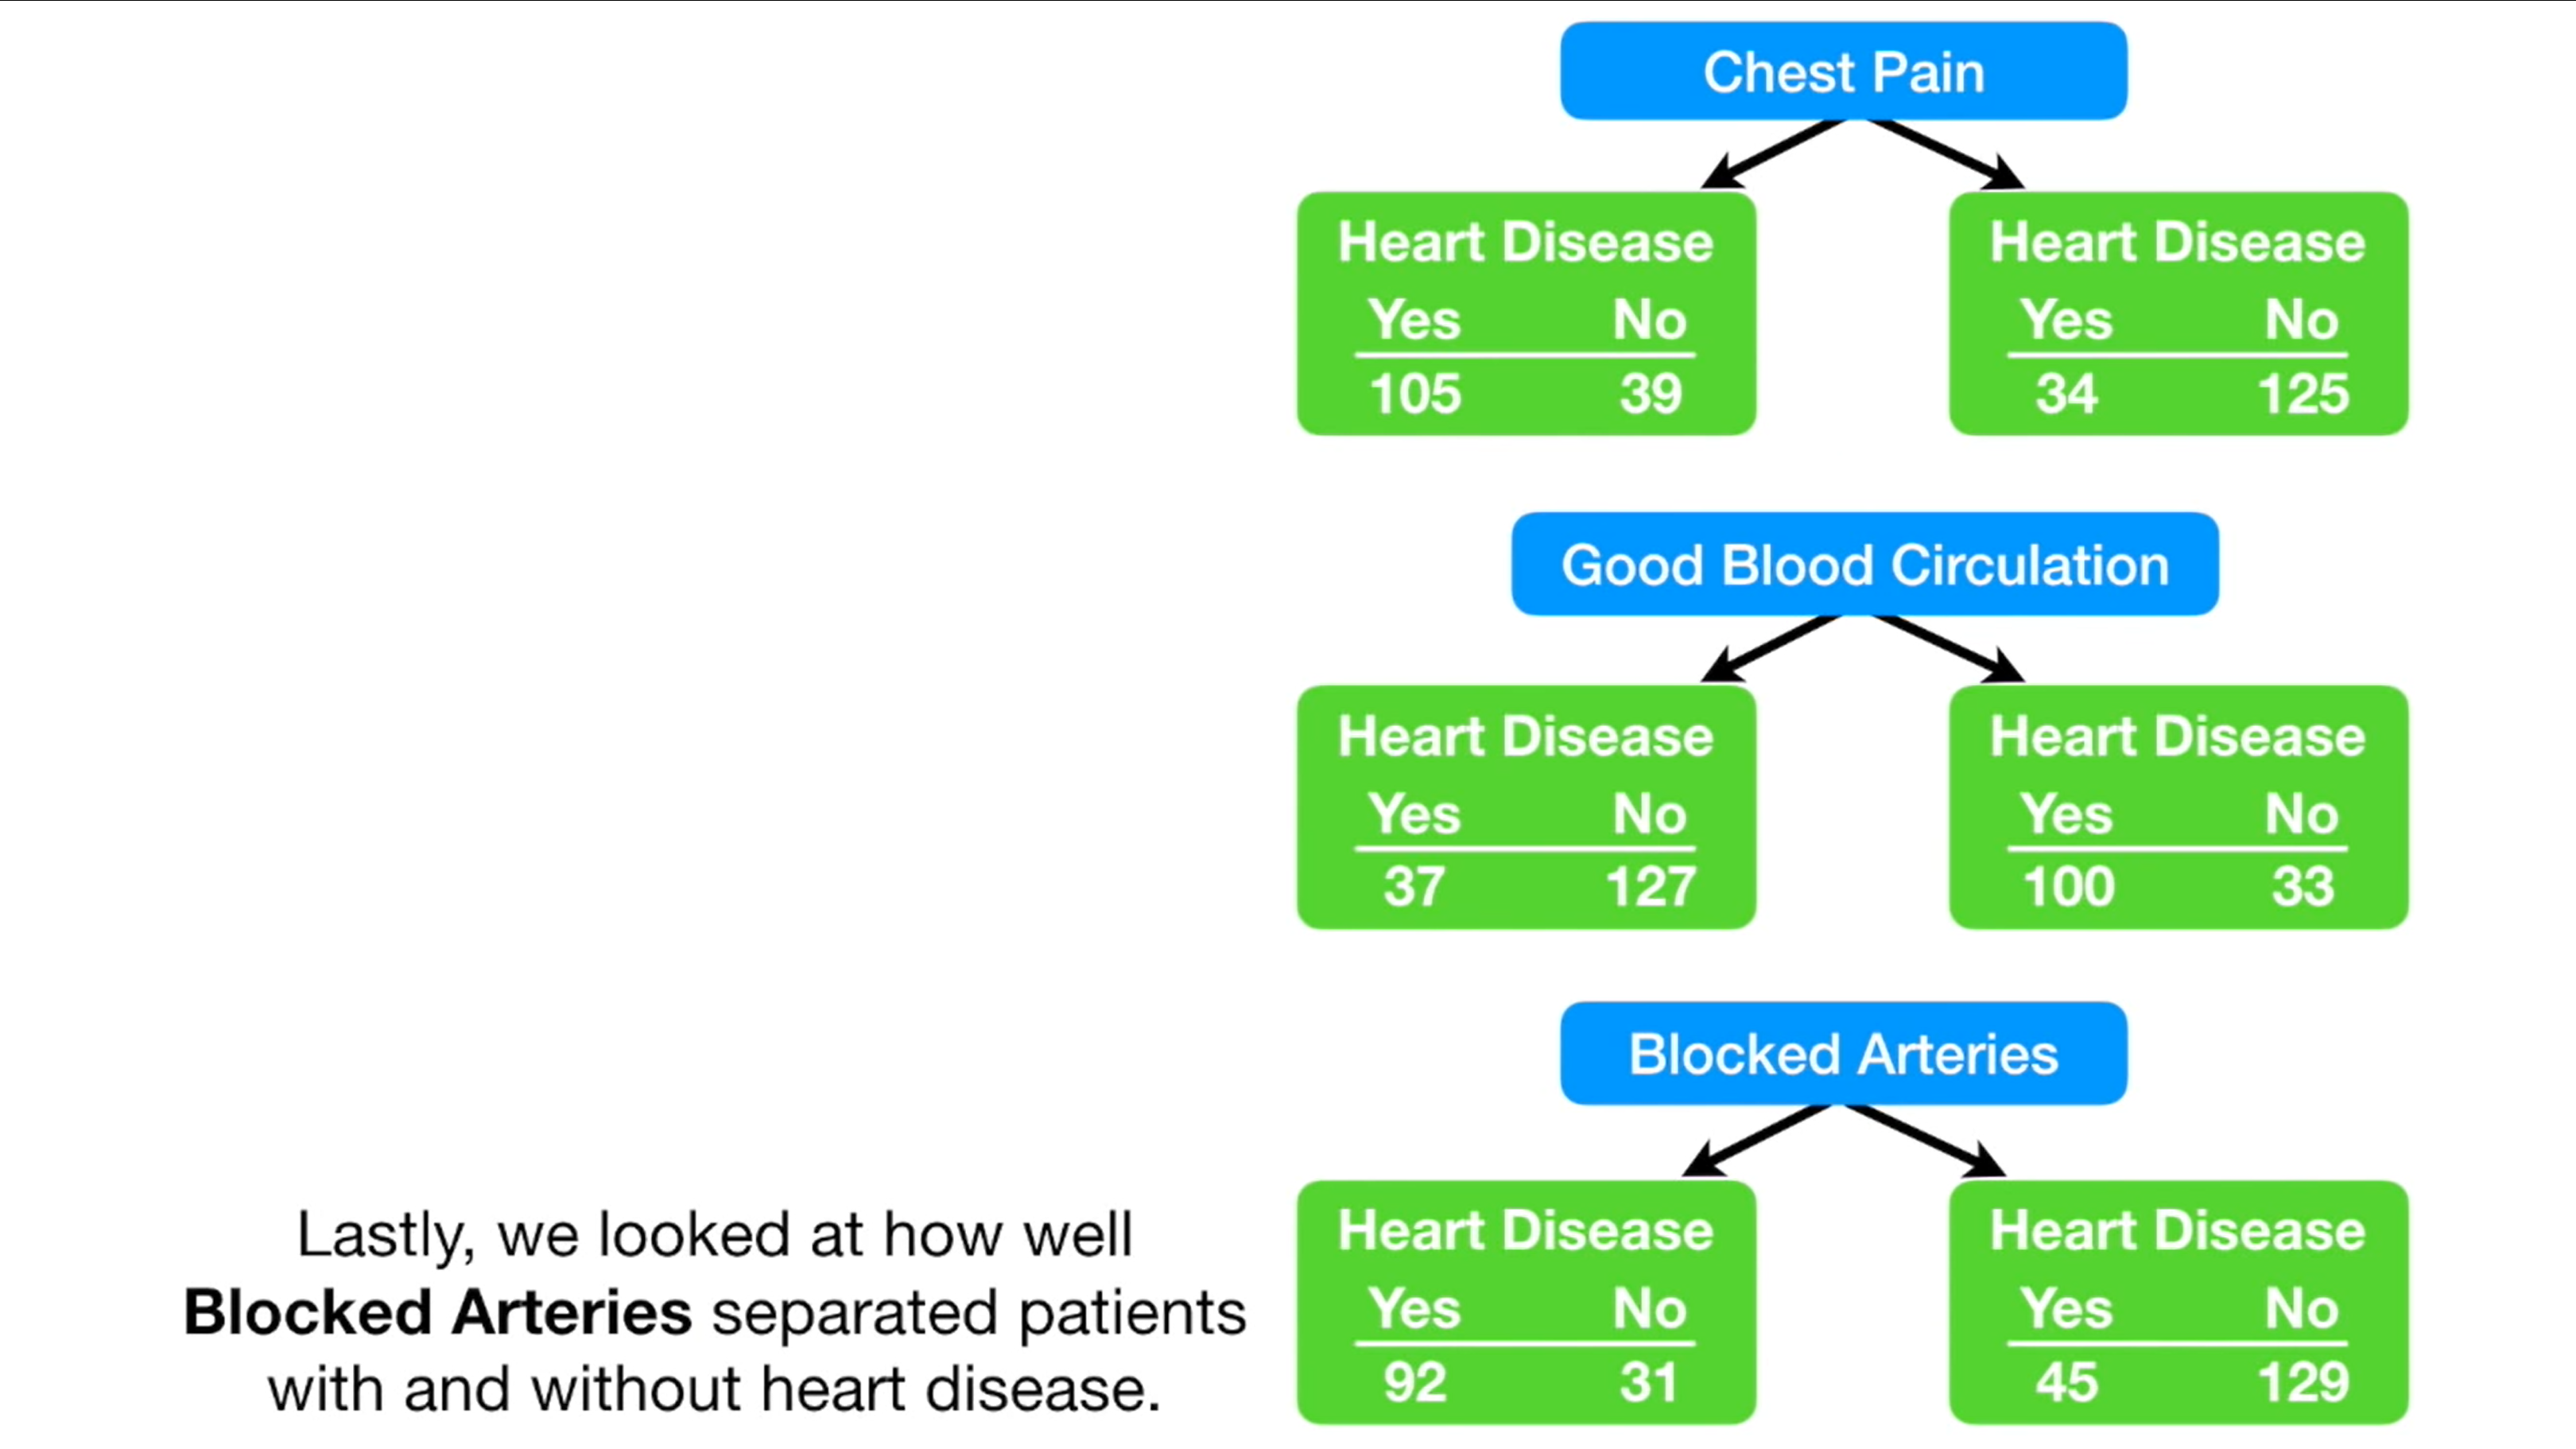 Chest Pain
Heart Disease Heart Disease
Yes No Yes No
105 39 34 125
Good Blood Circulation
Heart Disease Heart Disease
Yes No Yes No
37 127 100 33
Blocked Arteries
Heart Disease Heart Disease
Yes No Yes No
92 31 45 129
Lastly, we looked at how well
Blocked Arteries separated patients
with and without heart disease.